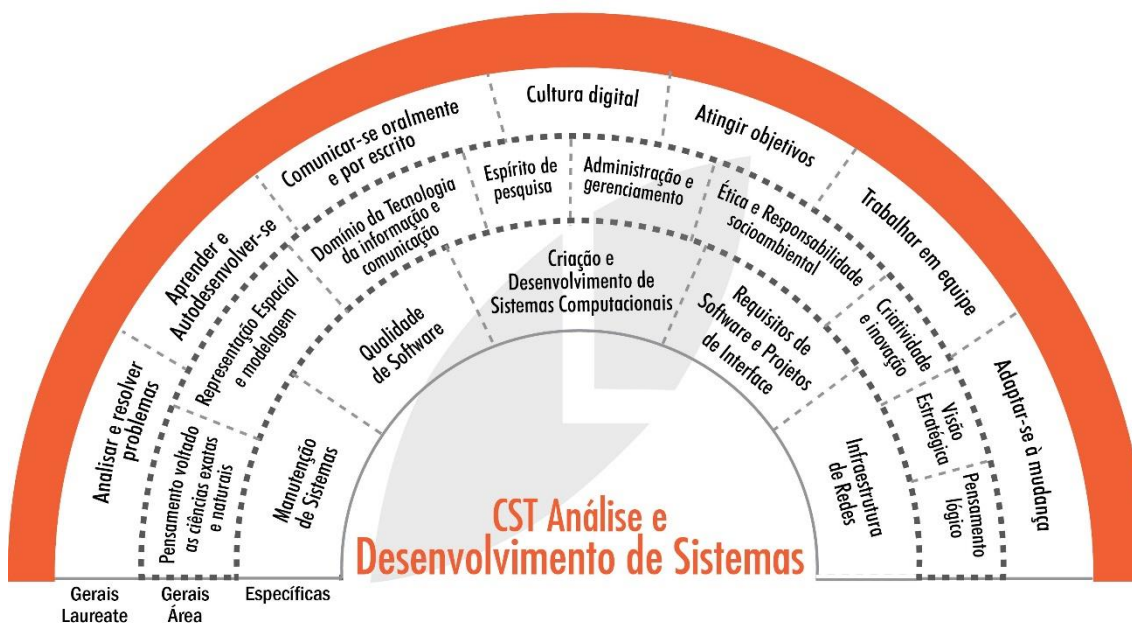 Analisar e resolver
problemas
Aprender e
Autodesenvolver-se
Comunicar-se oralmente
e por escrito
Cultura digital
Atingir objetivos
Trabalhar em equipe
Adaptar-se à mudança
Pensamento voltado
as ciências exatas
e naturais
Representação Espacial
e modelagem
Domínio da Tecnologia
da informação e
comunicação
Espírito de
pesquisa
Administração e
gerenciamento
Ética e Responsabilidade
socioambiental
Criatividade
e inovação
Visão
Estratégica
Pensamento
lógico
Manutenção
de Sistemas
Qualidade
de Software
Criação e
Desenvolvimento de
Sistemas Computacionais
Requisitos de
Software e Projetos
de Interface
Infraestrutura
de Redes
CST Análise e
Desenvolvimento de Sistemas
Gerais
Laureate
Gerais
Área
Específicas